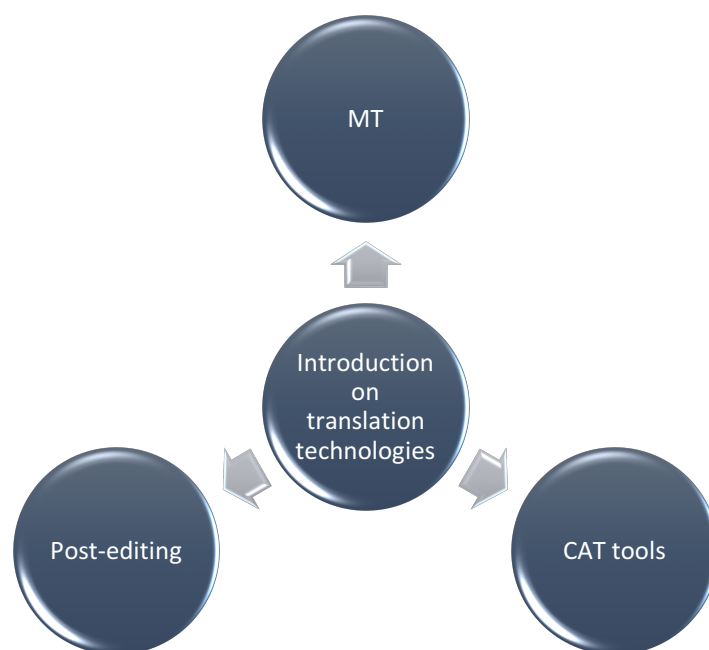 MT
Introduction
on
translation
technologies
Post-editing
CAT tools